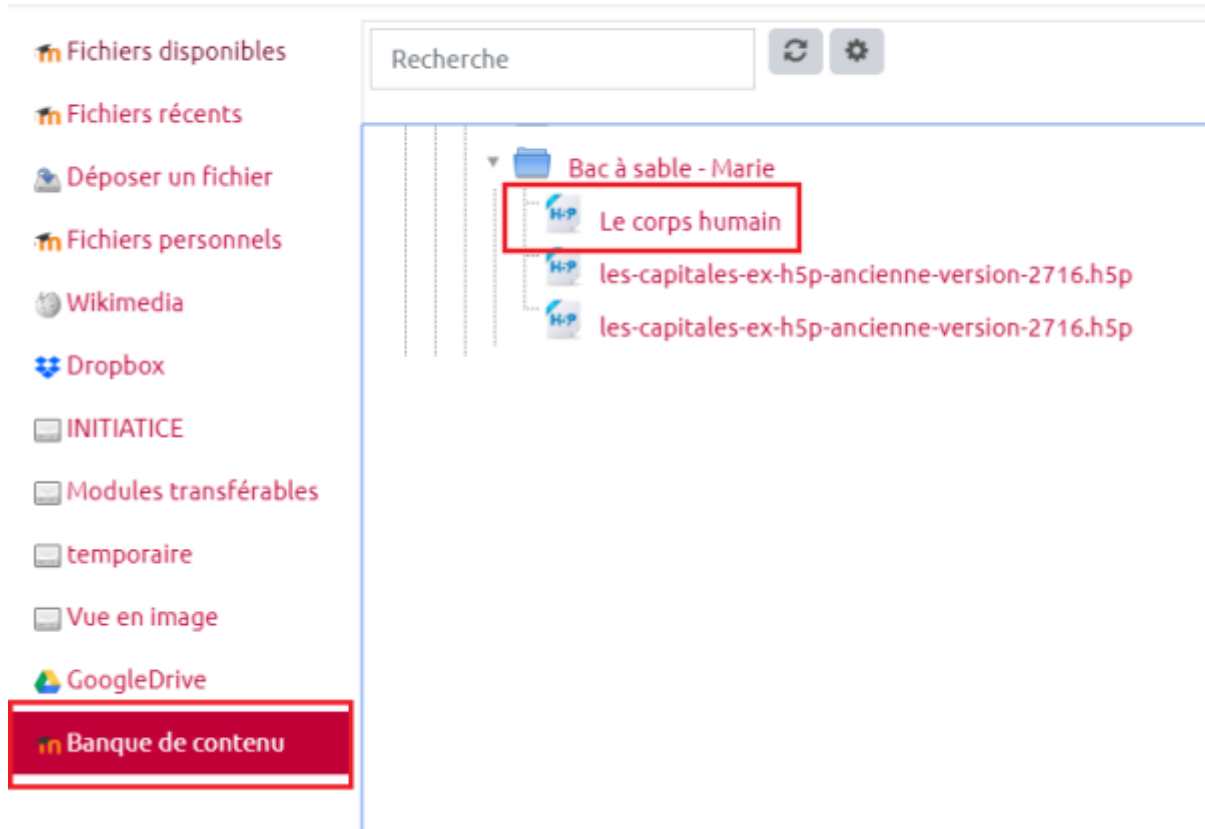 Fichiers disponibles
Fichiers récents
Déposer un fichier
Fichiers personnels
Wikimedia
Dropbox
INITIATICE
Modules transférables
temporaire
Vue en image
GoogleDrive
Banque de contenu
Recherche
Bac à sable - Marie
H-P Le corps humain
H-P les-capitales-ex-h5p-ancienne-version-2716.h5p
H-P les-capitales-ex-h5p-ancienne-version-2716.h5p